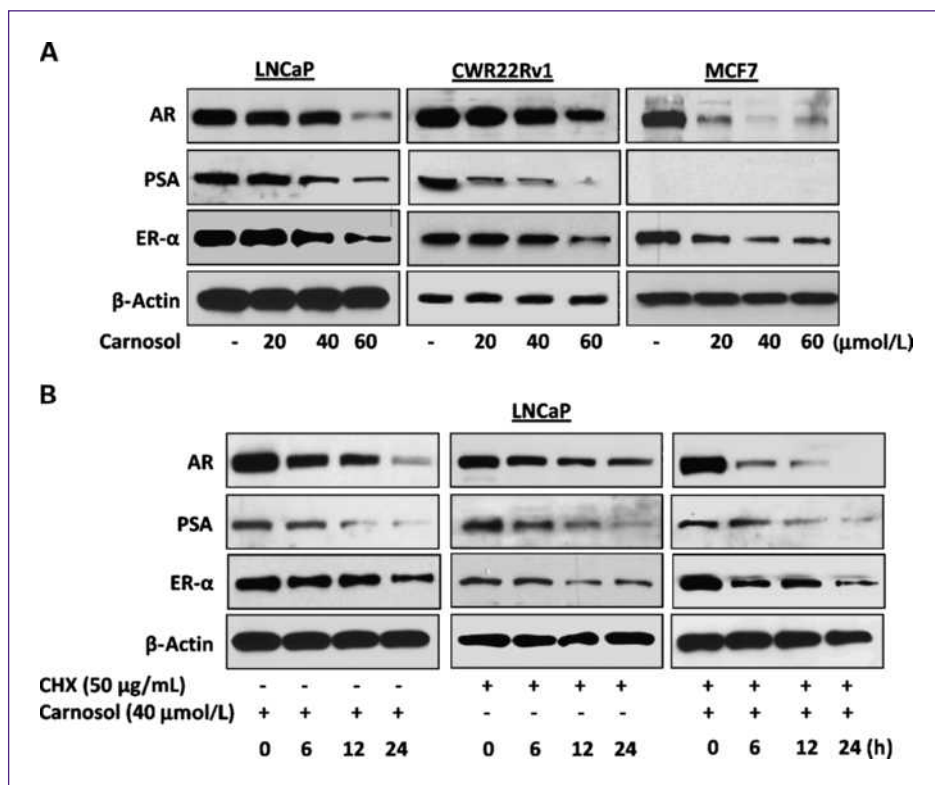 A
LNCaP CWR22Rv1 MCF7
AR
PSA
ER-α
β-Actin
Carnosol - 20 40 60 - 20 40 60 - 20 40 60 (μmol/L)
B
LNCaP
AR
PSA
ER-α
β-Actin
CHX (50 μg/mL) - - - - + + + + + + + +
Carnosol (40 μmol/L) + + + + - - - - + + + +
0 6 12 24 0 6 12 24 0 6 12 24 (h)